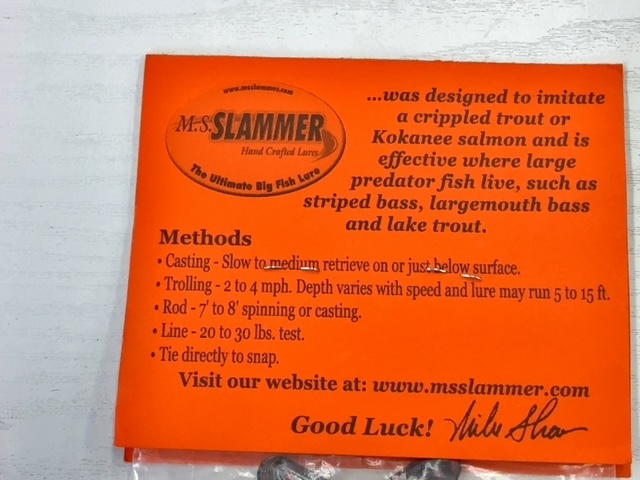 www.msslammer.com
M.S. SLAMMER
Hand Crafted Lures
The Ultimate Big Fish Lure
...was designed to imitate
a crippled trout or
Kokanee salmon and is
effective where large
predator fish live, such as
striped bass, largemouth bass
and lake trout.
Methods
• Casting - Slow to medium retrieve on or just below surface.
• Trolling - 2 to 4 mph. Depth varies with speed and lure may run 5 to 15 ft.
• Rod - 7' to 8' spinning or casting.
• Line - 20 to 30 lbs. test.
• Tie directly to snap.
Visit our website at: www.msslammer.com
Good Luck! Mike Shaw